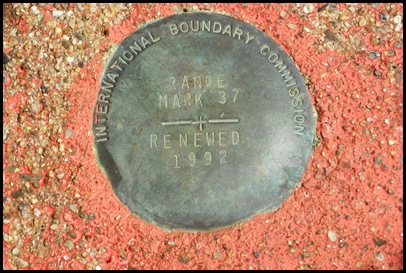 INTERNATIONAL BOUNDARY COMMISSION
RANGE
MARK 37
RENEWED
1992